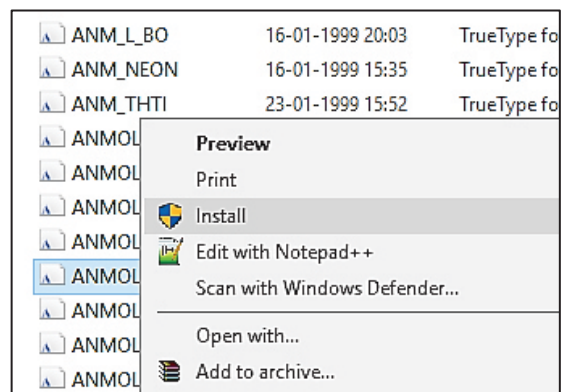 ANM_L_BO 16-01-1999 20:03 TrueType fo
ANM_NEON 16-01-1999 15:35 TrueType fo
ANM_THTI 23-01-1999 15:52 TrueType fo
ANMOL
Preview
ANMOL
Print
ANMOL
Install
ANMOL
Edit with Notepad++
ANMOL
Scan with Windows Defender...
ANMOL
Open with...
ANMOL
Add to archive...
ANMOL